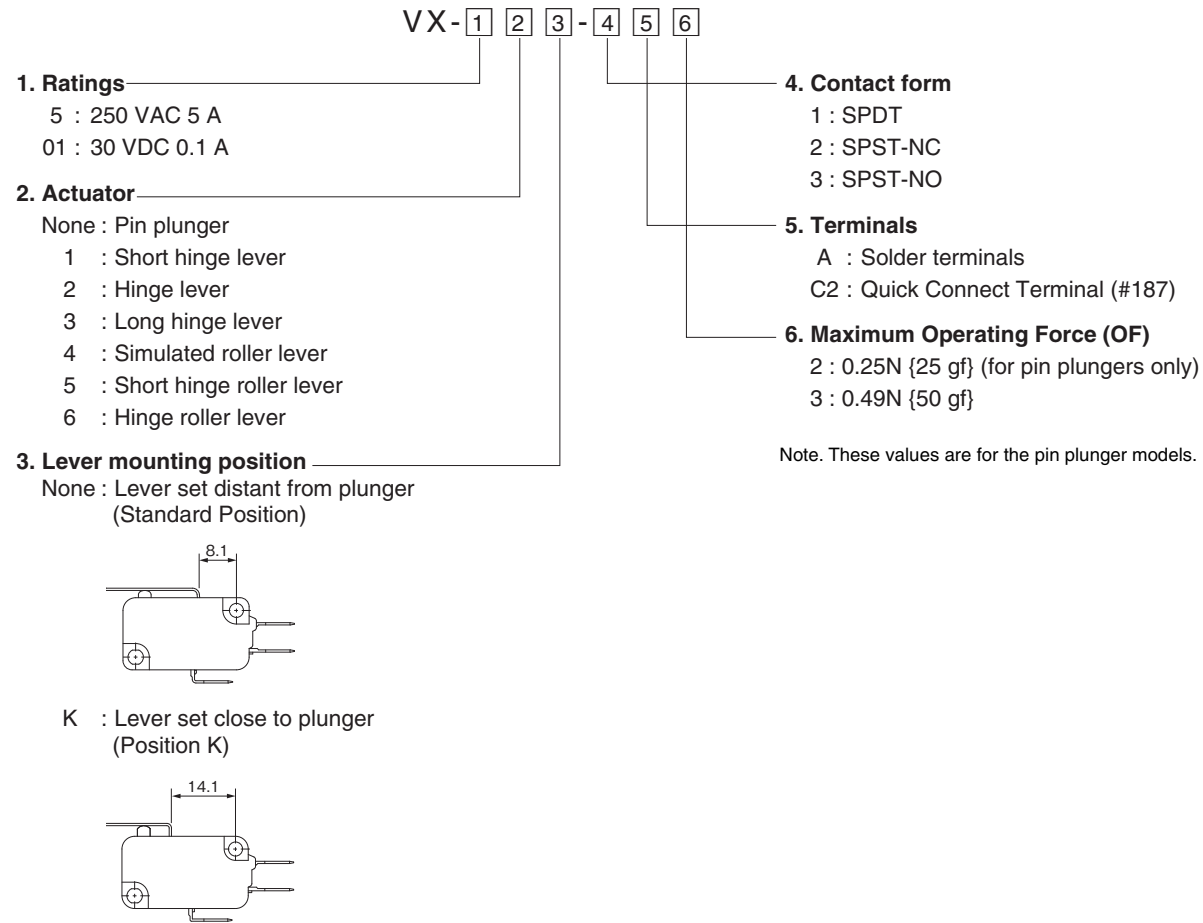 VX-1 2 3-4 5 6
1. Ratings
5 : 250 VAC 5 A
01 : 30 VDC 0.1 A
2. Actuator
None : Pin plunger
1 : Short hinge lever
2 : Hinge lever
3 : Long hinge lever
4 : Simulated roller lever
5 : Short hinge roller lever
6 : Hinge roller lever
3. Lever mounting position
None : Lever set distant from plunger
(Standard Position)
8.1
K : Lever set close to plunger
(Position K)
14.1
4. Contact form
1 : SPDT
2 : SPST-NC
3 : SPST-NO
5. Terminals
A : Solder terminals
C2 : Quick Connect Terminal (#187)
6. Maximum Operating Force (OF)
2 : 0.25N {25 gf} (for pin plungers only)
3 : 0.49N {50 gf}
Note. These values are for the pin plunger models.